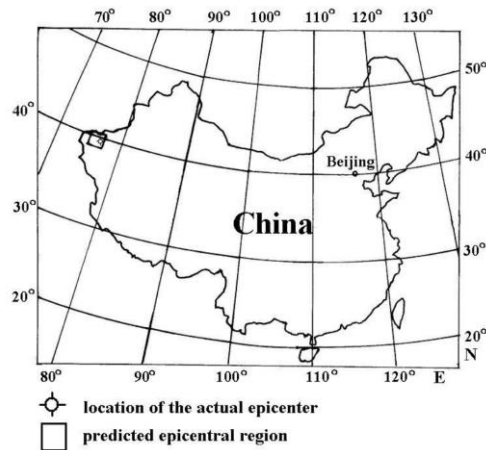 70° 80° 90° 100° 110° 120° 130°
50°
40°
40°
Beijing
30°
China
30°
20°
20°
N
80° 90° 100° 110° 120° E
location of the actual epicenter
predicted epicentral region